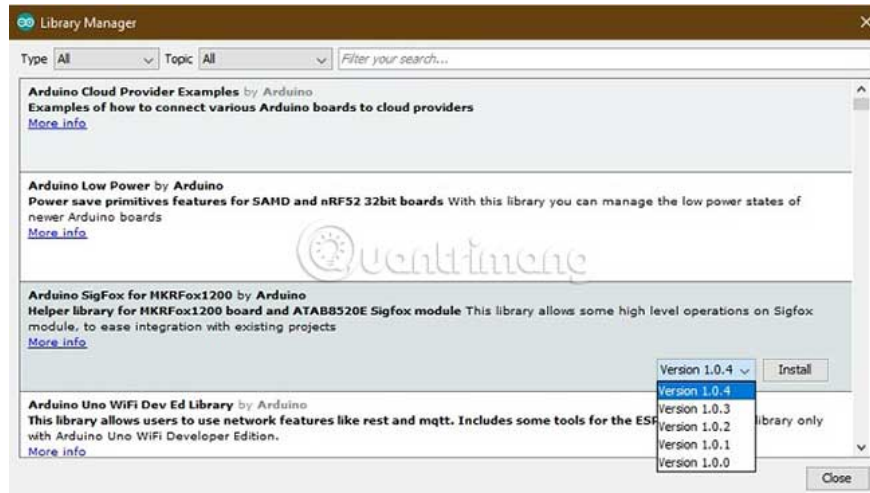 Library Manager
Type All Topic All Filter your search...
Arduino Cloud Provider Examples by Arduino
Examples of how to connect various Arduino boards to cloud providers
More info
Arduino Low Power by Arduino
Power save primitives features for SAMD and nRF52 32bit boards With this library you can manage the low power states of
newer Arduino boards
More info
Quantrimang
Arduino SigFox for MKRFox1200 by Arduino
Helper library for MKRFox1200 board and ATAB8520E Sigfox module This library allows some high level operations on Sigfox
module, to ease integration with existing projects
More info
Version 1.0.4 Install
Version 1.0.4
Version 1.0.3
Version 1.0.2
Version 1.0.1
Version 1.0.0
Arduino Uno WiFi Dev Ed Library by Arduino
This library allows users to use network features like rest and mqtt. Includes some tools for the ESP library only
with Arduino Uno WiFi Developer Edition.
More info
Close